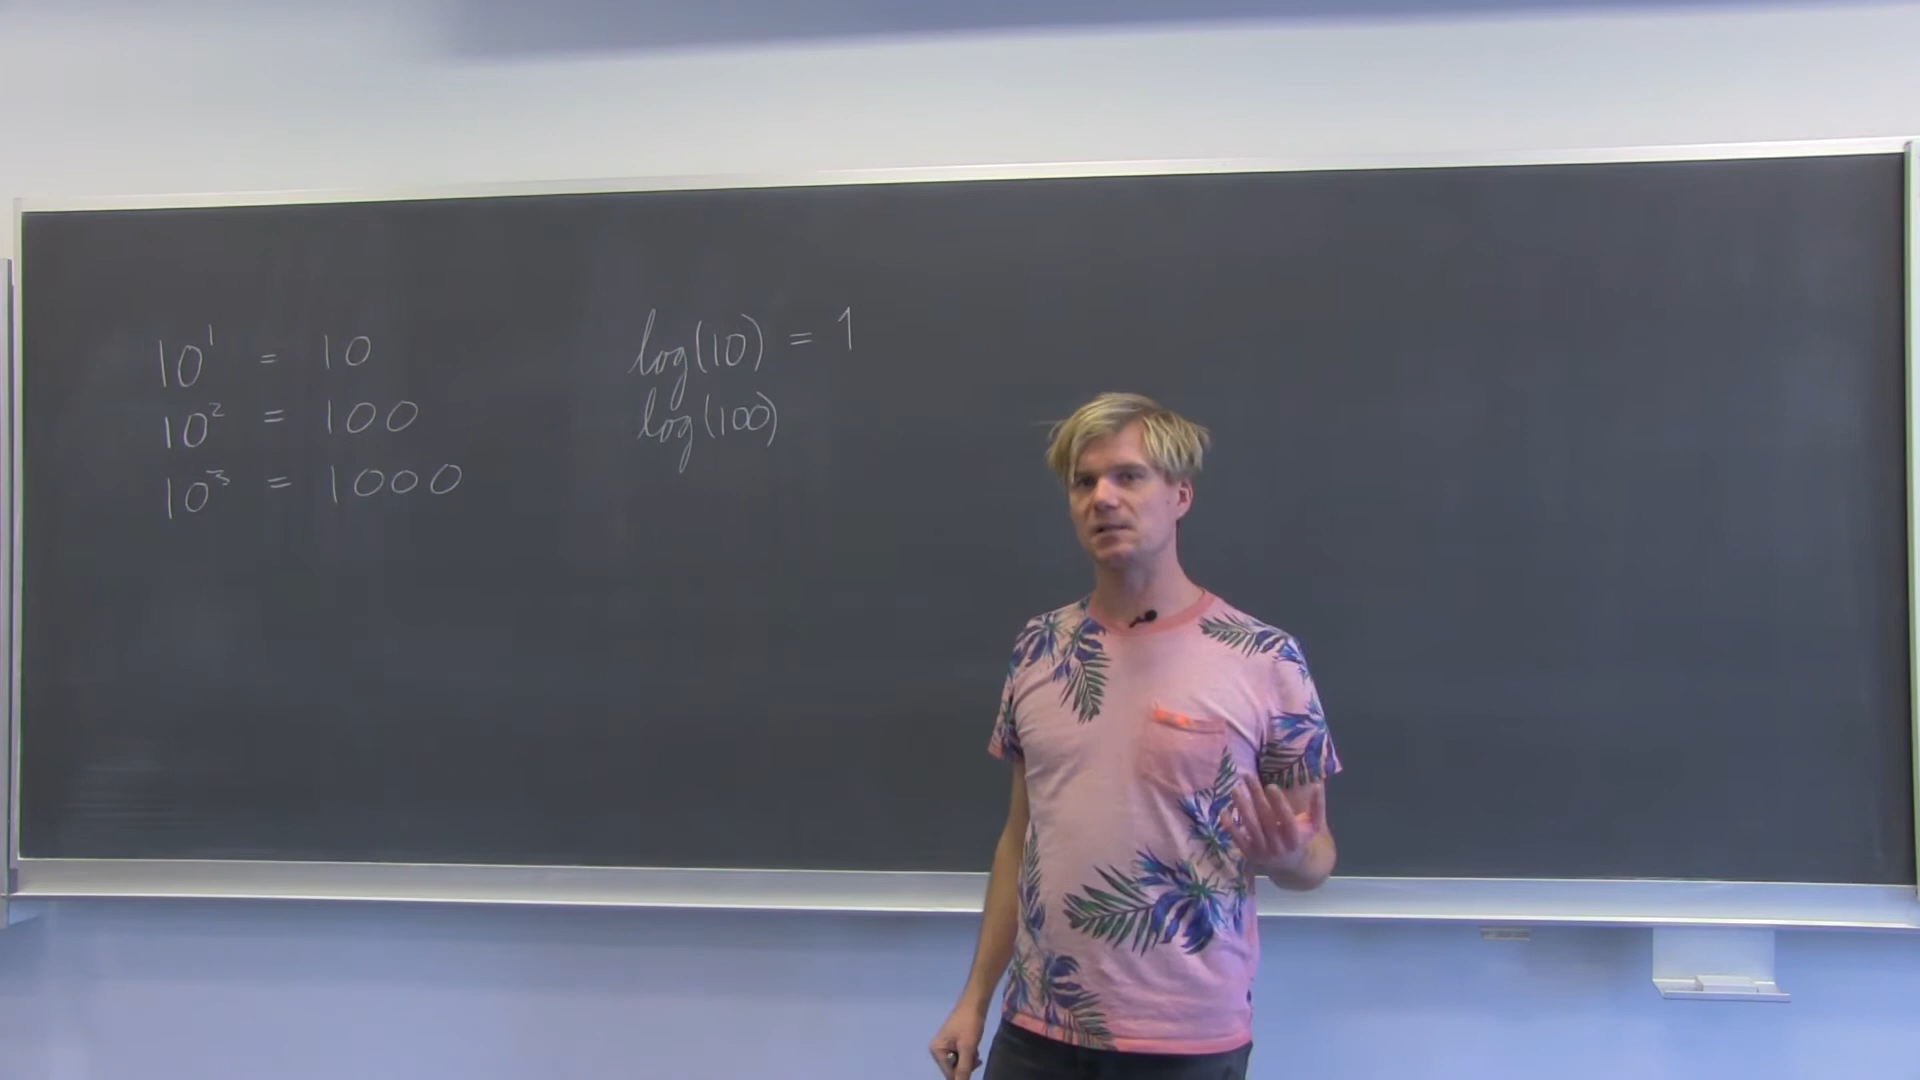 10¹ = 10
10² = 100
10³ = 1000
log(10) = 1
log(100)